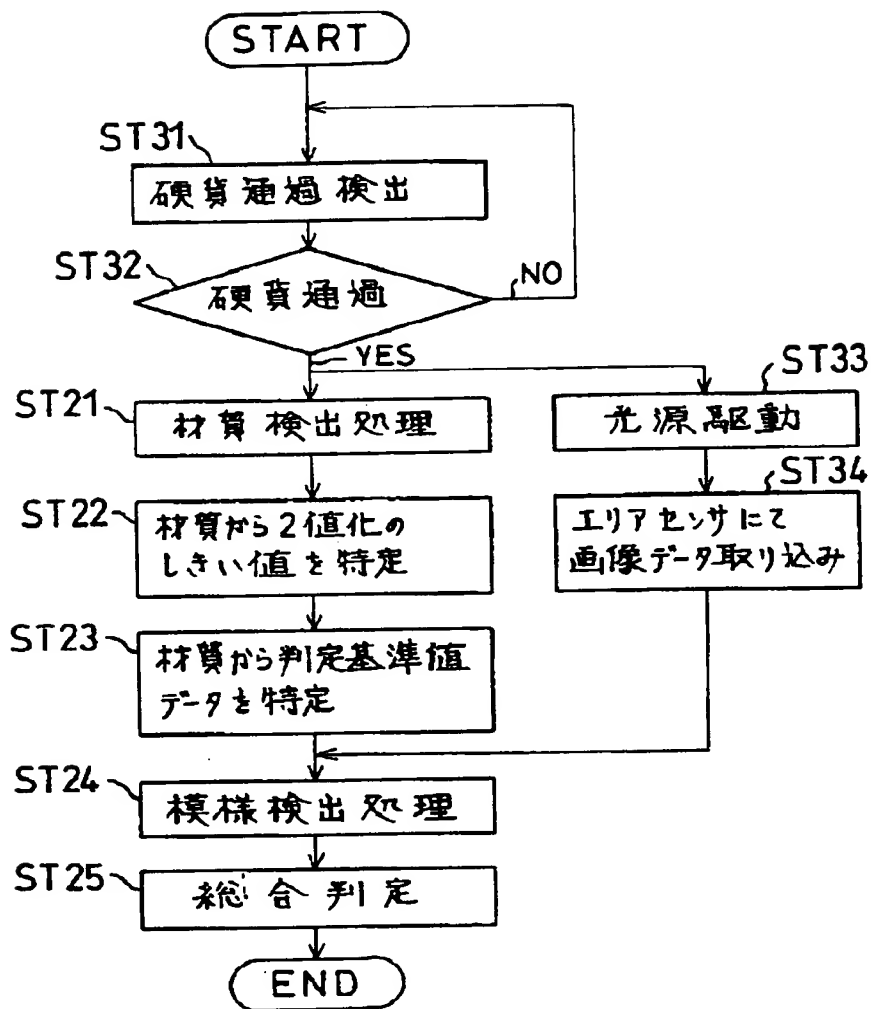 START
ST31
硬貨通過検出
ST32
硬貨通過
NO
YES
ST21
材質検出処理
ST33
光源駆動
ST22
材質から2値化の
しきい値を特定
ST34
エリアセンサにて
画像データ取り込み
ST23
材質から判定基準値
データを特定
ST24
模様検出処理
ST25
総合判定
END